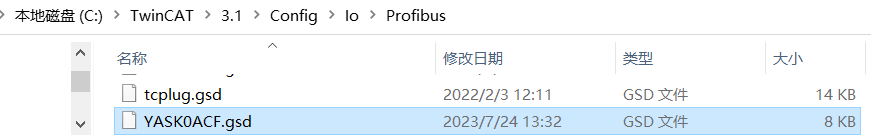 本地磁盘 (C:) › TwinCAT › 3.1 › Config › Io › Profibus
名称 修改日期 类型 大小
tcplug.gsd 2022/2/3 12:11 GSD 文件 14 KB
YASK0ACF.gsd 2023/7/24 13:32 GSD 文件 8 KB